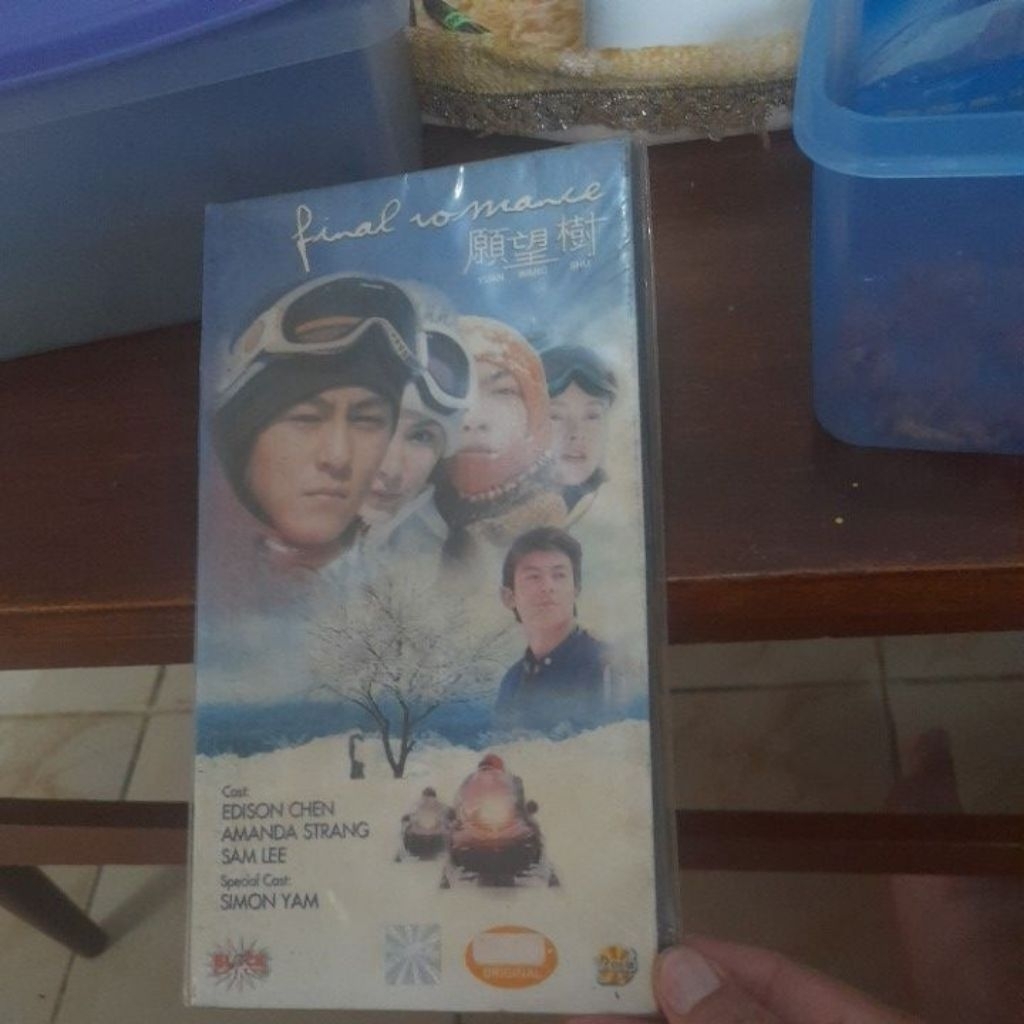 final romance
願望樹
YUAN WANG SHU
Cast:
EDISON CHEN
AMANDA STRANG
SAM LEE
Special Cast:
SIMON YAM
ORIGINAL